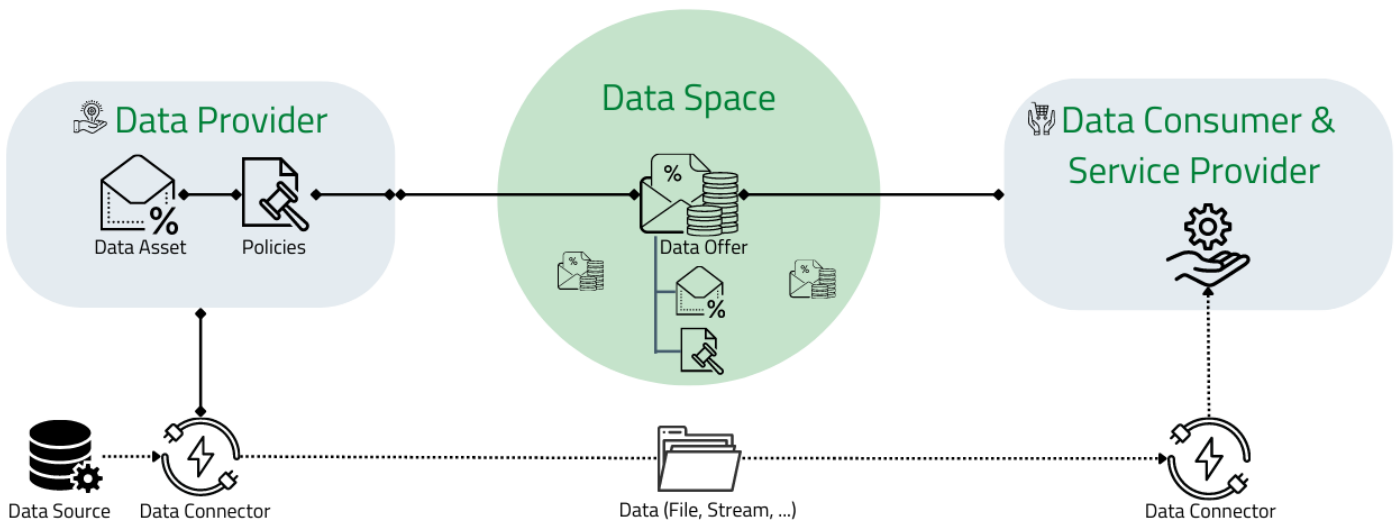 Data Provider
Data Asset
Policies
Data Space
%
Data Offer
%
%
%
%
Data Consumer &
Service Provider
Data Source
Data Connector
Data (File, Stream, ...)
Data Connector